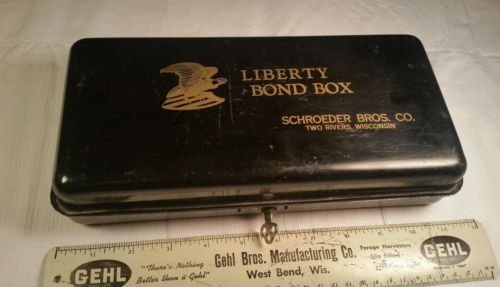 LIBERTY
BOND BOX
SCHROEDER BROS. CO.
TWO RIVERS, WISCONSIN
GEHL
"There's Nothing
Better than a Gehl"
Gehl Bros. Manufacturing Co.
West Bend, Wis.
Forage Harvesters
Silo Fillers
GEHL